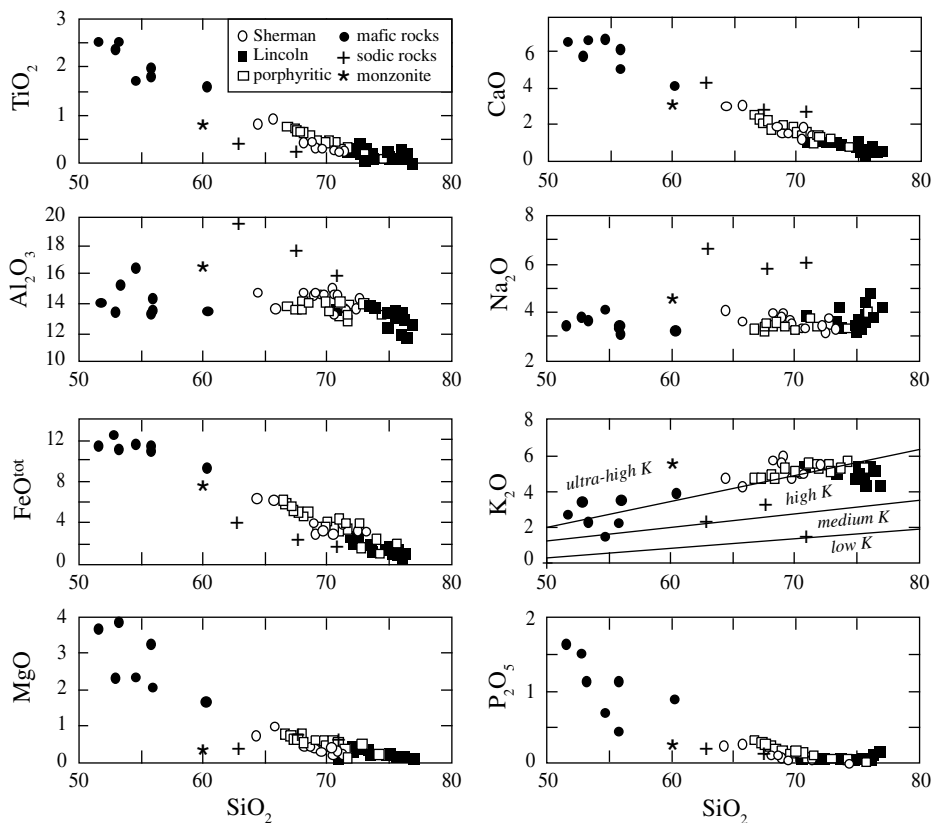 TiO2
3
2
1
0
Sherman
Lincoln
porphyritic
mafic rocks
sodic rocks
monzonite
50 60 70 80
CaO
6
4
2
0
50 60 70 80
Al2O3
20
18
16
14
12
10
50 60 70 80
Na2O
8
6
4
2
50 60 70 80
FeOtot
12
8
4
0
50 60 70 80
K2O
8
6
4
2
0
ultra-high K
high K
medium K
low K
50 60 70 80
MgO
4
3
2
1
0
50 60 70 80
SiO2
P2O5
2
1
0
50 60 70 80
SiO2